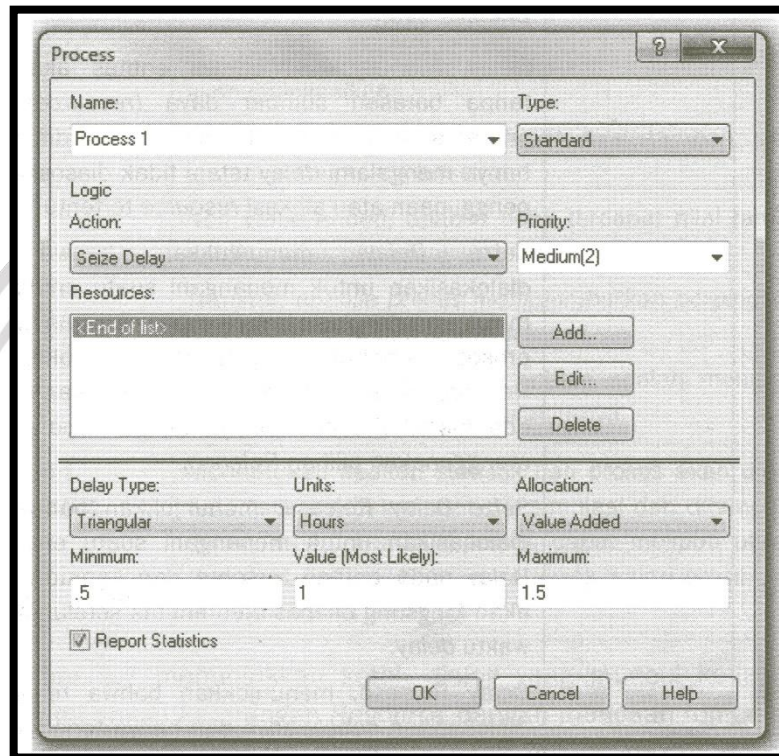 Process
Name: Type:
Process 1 Standard
Logic
Action: Priority:
Seize Delay Medium(2)
Resources:
<End of list>
Add...
Edit...
Delete
Delay Type: Units: Allocation:
Triangular Hours Value Added
Minimum: Value (Most Likely): Maximum:
.5 1 1.5
Report Statistics
OK Cancel Help